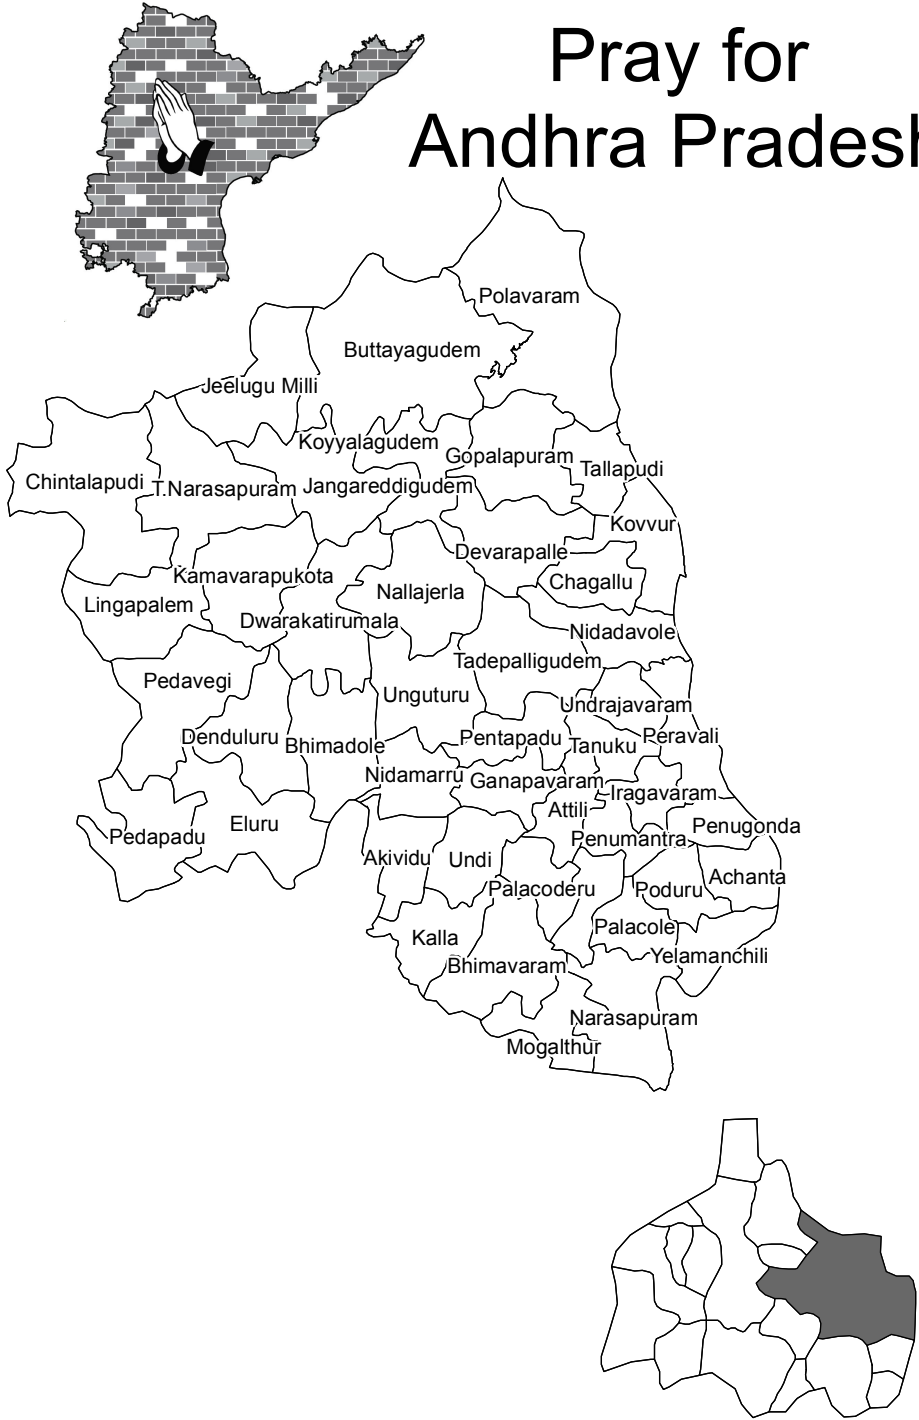 Pray for
Andhra Pradesh
Polavaram
Buttayagudem
Jeelugu Milli
Koyyalagudem
Gopalapuram
Tallapudi
Chintalapudi
T.Narasapuram
Jangareddigudem
Kovvur
Devarapalle
Kamavarapukota
Chagallu
Nallajerla
Lingapalem
Dwarakatirumala
Nidadavole
Tadepalligudem
Pedavegi
Unguturu
Undrajavaram
Denduluru
Bhimadole
Pentapadu
Tanuku
Peravali
Nidamarru
Ganapavaram
Iragavaram
Attili
Eluru
Pedapadu
Penumantra
Penugonda
Akividu
Undi
Palacoderu
Poduru
Achanta
Palacole
Kalla
Yelamanchili
Bhimavaram
Narasapuram
Mogalthur